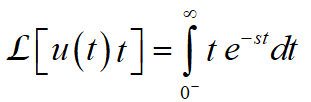 ℒ[u(t)t] = ∫_{0⁻}^{∞} t e^{-st} dt